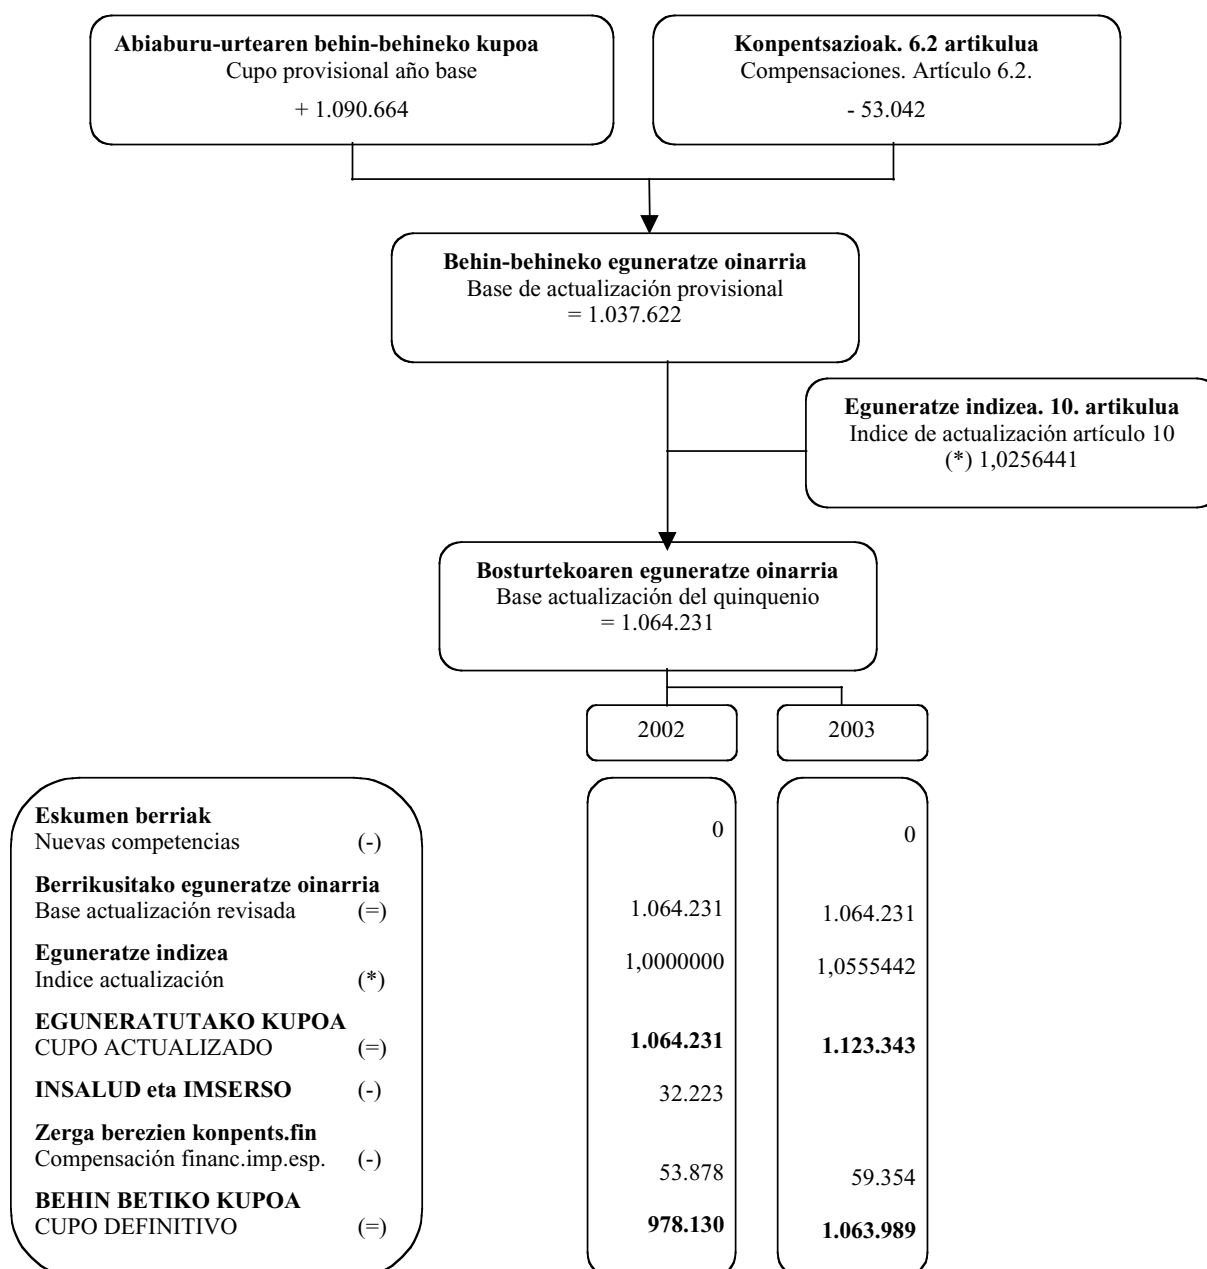 Abiaburu-urtearen behin-behineko kupoa
Cupo provisional año base
+ 1.090.664
Konpentsazioak. 6.2 artikulua
Compensaciones. Artículo 6.2.
- 53.042
Behin-behineko eguneratze oinarria
Base de actualización provisional
= 1.037.622
Eguneratze indizea. 10. artikulua
Indice de actualización artículo 10
(*) 1,0256441
Bosturtekoaren eguneratze oinarria
Base actualización del quinquenio
= 1.064.231
2002
2003
Eskumen berriak
Nuevas competencias (-) 0 0
Berrikusitako eguneratze oinarria
Base actualización revisada (=) 1.064.231 1.064.231
Eguneratze indizea
Indice actualización (*) 1,0000000 1,0555442
EGUNERATUTAKO KUPOA
CUPO ACTUALIZADO (=) 1.064.231 1.123.343
INSALUD eta IMSERSO (-) 32.223
Zerga berezien konpents.fin
Compensación financ.imp.esp. (-) 53.878 59.354
BEHIN BETIKO KUPOA
CUPO DEFINITIVO (=) 978.130 1.063.989